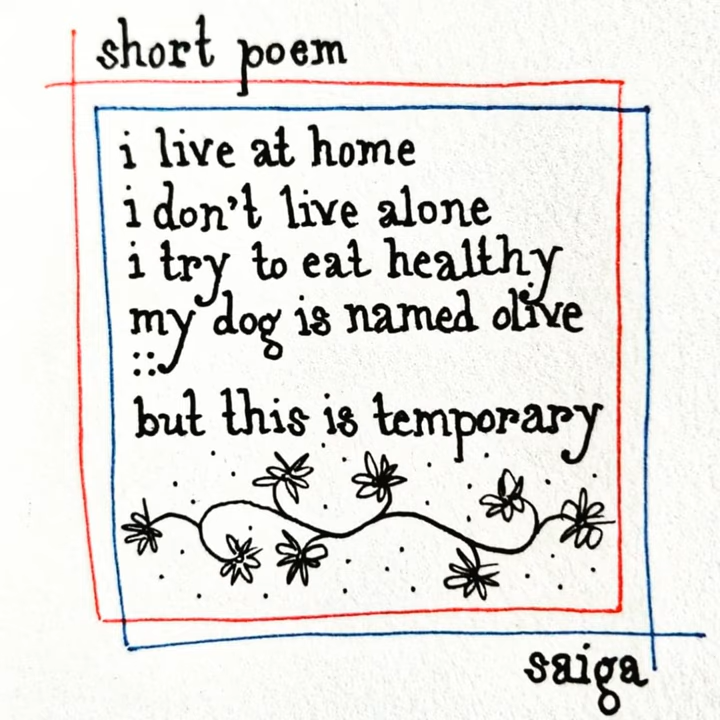 short poem
i live at home
i don't live alone
i try to eat healthy
my dog is named olive
::
but this is temporary
saiga